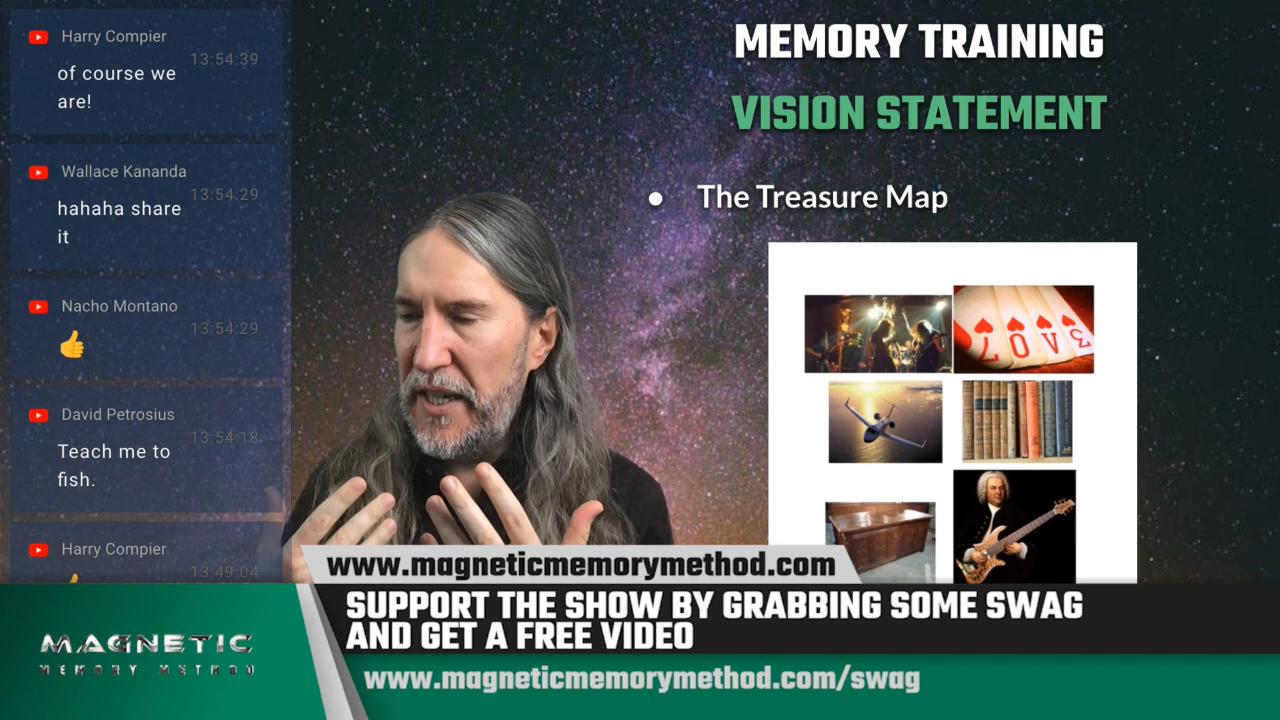 Harry Compier
13:54:39
of course we
are!
Wallace Kananda
13:54:29
hahaha share
it
Nacho Montano
13:54:29
👍
David Petrosius
13:54:18
Teach me to
fish.
Harry Compier
13:49:04
MEMORY TRAINING
VISION STATEMENT
• The Treasure Map
LOVE
www.magneticmemorymethod.com
SUPPORT THE SHOW BY GRABBING SOME SWAG
AND GET A FREE VIDEO
www.magneticmemorymethod.com/swag
MAGNETIC
MEMORY METHOD